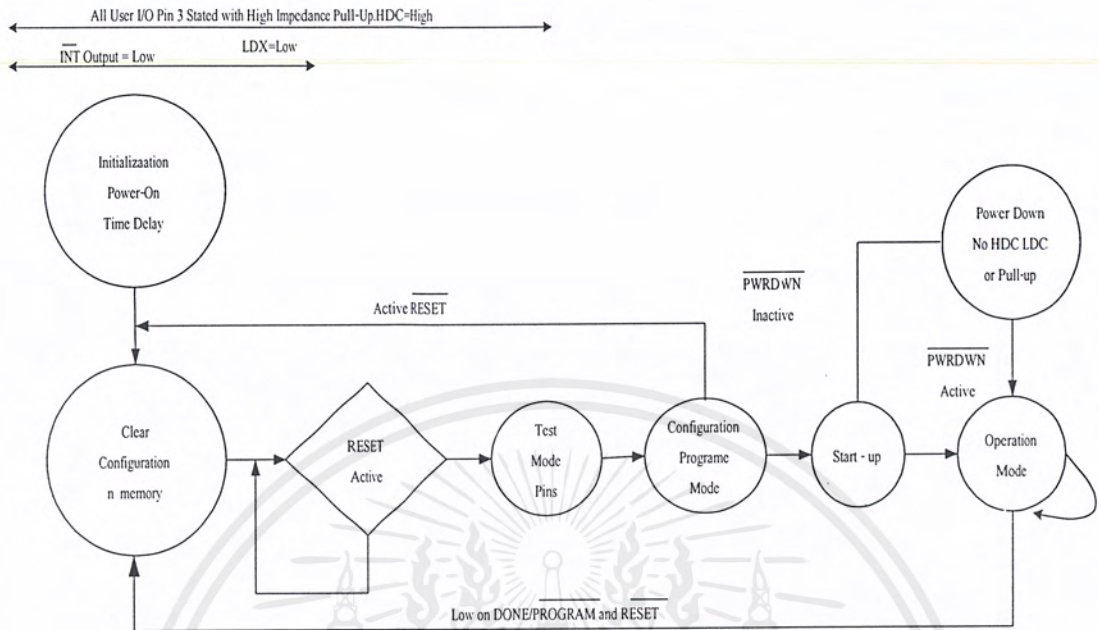 All User I/O Pin 3 Stated with High Impedance Pull-Up.HDC=High
INT Output = Low
LDX=Low
Initializaation
Power-On
Time Delay
Power Down
No HDC LDC
or Pull-up
PWRDWN
Inactive
Active RESET
PWRDWN
Active
Clear
Configuration
n memory
RESET
Active
Test
Mode
Pins
Configuration
Programe
Mode
Start - up
Operation
Mode
Low on DONE/PROGRAM and RESET